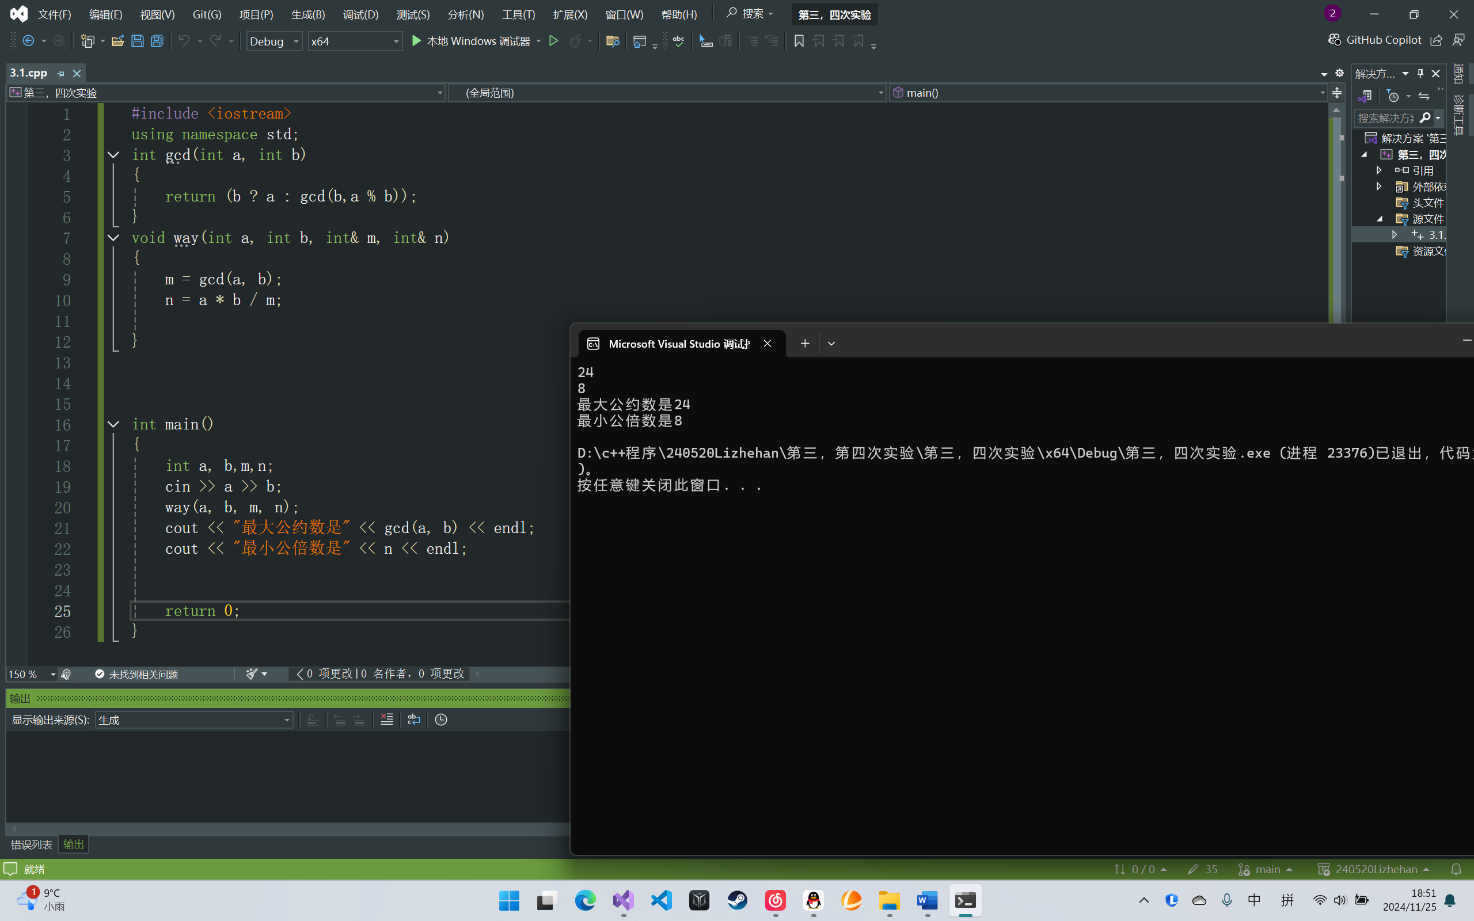 文件(F) 编辑(E) 视图(V) Git(G) 项目(P) 生成(B) 调试(D) 测试(S) 分析(N) 工具(T) 扩展(X) 窗口(W) 帮助(H) 搜索 第三，四次实验 2
Debug x64 本地 Windows 调试器 GitHub Copilot
3.1.cpp
第三，四次实验 (全局范围) main()
1 #include <iostream>
2 using namespace std;
3 int gcd(int a, int b)
4 {
5 return (b ? a : gcd(b,a % b));
6 }
7 void way(int a, int b, int& m, int& n)
8 {
9 m = gcd(a, b);
10 n = a * b / m;
11
12 }
13
14
15
16 int main()
17 {
18 int a, b,m,n;
19 cin >> a >> b;
20 way(a, b, m, n);
21 cout << "最大公约数是" << gcd(a, b) << endl;
22 cout << "最小公倍数是" << n << endl;
23
24
25 return 0;
26 }
解决方...
搜索解决方
解决方案 '第三
第三，四次
引用
外部依
头文件
源文件
3.1.
资源文
通知
诊断工具
Microsoft Visual Studio 调试
24
8
最大公约数是24
最小公倍数是8
D:\c++程序\240520Lizhehan\第三，第四次实验\第三，四次实验\x64\Debug\第三，四次实验.exe (进程 23376)已退出，代码
)。
按任意键关闭此窗口. . .
150 % 未找到相关问题 0 项更改|0 名作者，0 项更改
输出
显示输出来源(S): 生成
错误列表 输出
就绪 0 / 0 35 main 240520Lizhehan
1 9°C
小雨
中 拼 18:51
2024/11/25